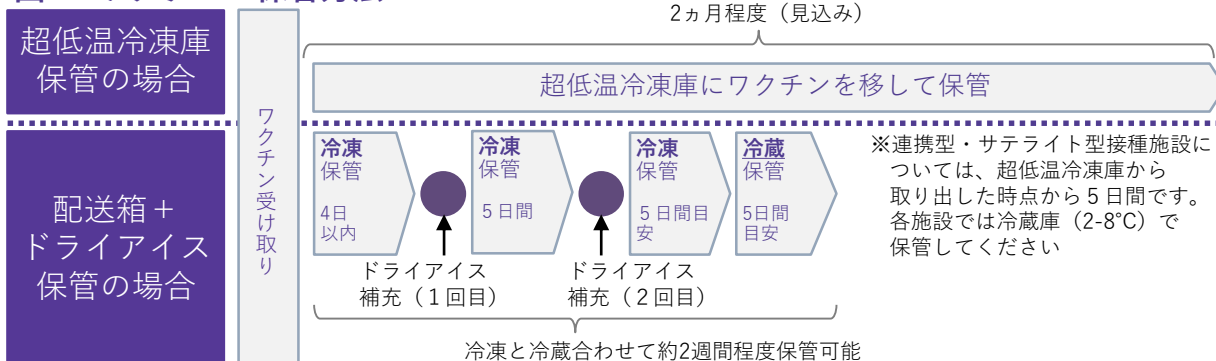 2ヵ月程度（見込み）
超低温冷凍庫
保管の場合
ワクチン受け取り
超低温冷凍庫にワクチンを移して保管
配送箱＋
ドライアイス
保管の場合
冷凍
保管
4日
以内
冷凍
保管
５日間
冷凍
保管
５日間目
安
冷蔵
保管
5日間
目安
ドライアイス
補充（１回目）
ドライアイス
補充（２回目）
冷凍と冷蔵合わせて約2週間程度保管可能
※連携型・サテライト型接種施設に
ついては、超低温冷凍庫から
取り出した時点から５日間です。
各施設では冷蔵庫（2-8℃）で
保管してください